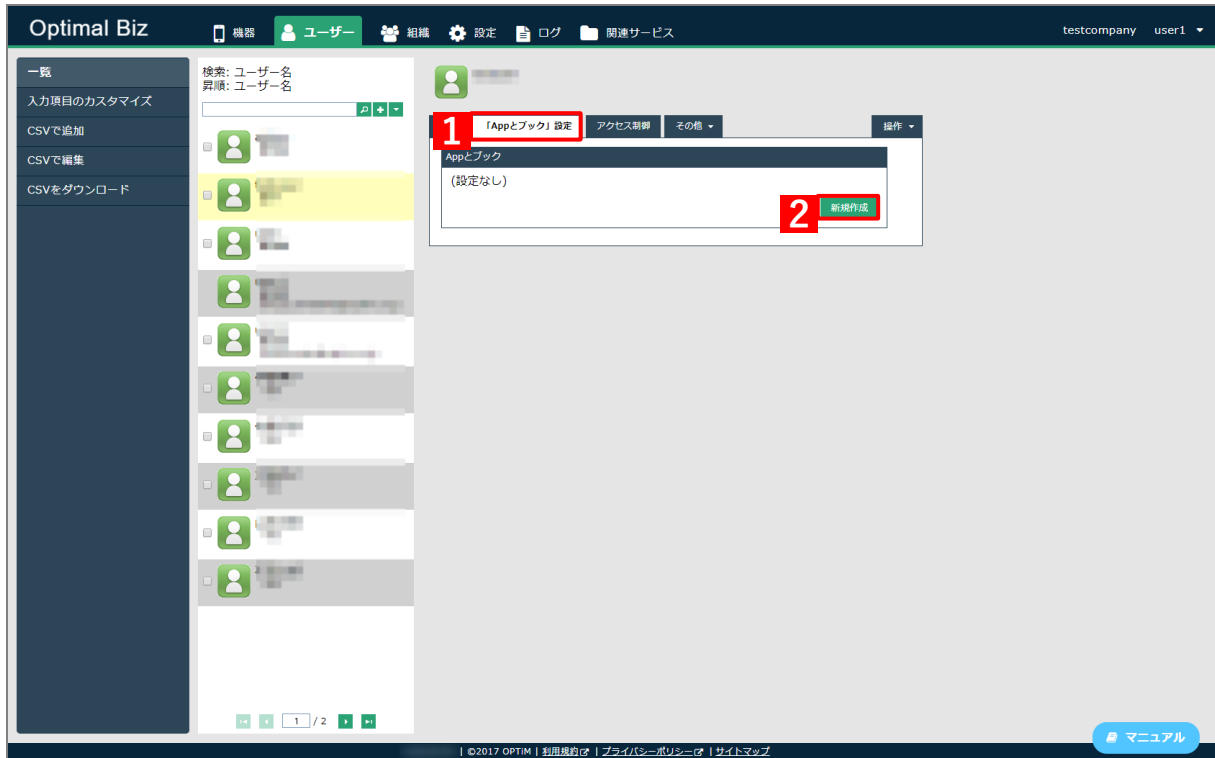 Optimal Biz
機器
ユーザー
組織
設定
ログ
関連サービス
testcompany user1
一覧
入力項目のカスタマイズ
CSVで追加
CSVで編集
CSVをダウンロード
検索: ユーザー名
昇順: ユーザー名
1
「Appとブック」設定
アクセス制御
その他
操作
Appとブック
(設定なし)
2
新規作成
1 / 2
マニュアル
| ©2017 OPTiM | 利用規約 | プライバシーポリシー | サイトマップ